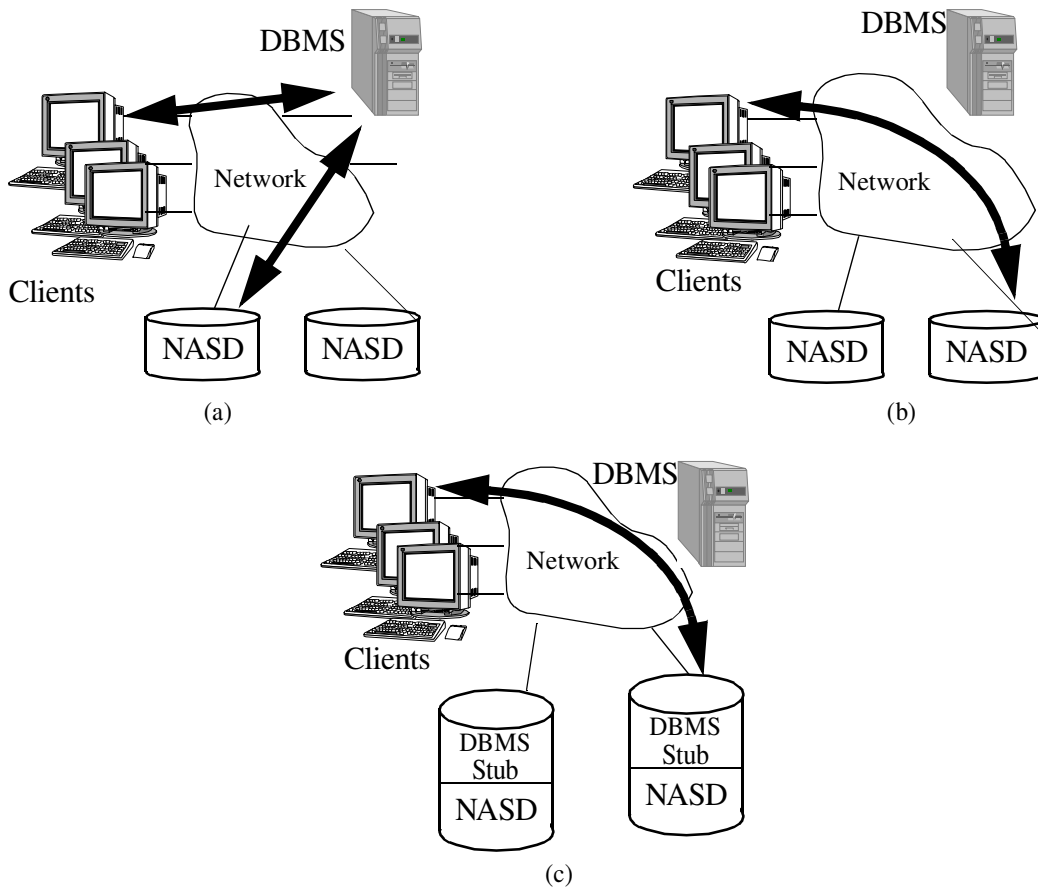 DBMS
Network
Clients
NASD
NASD
(a)
DBMS
Network
Clients
NASD
NASD
(b)
DBMS
Network
Clients
DBMS
Stub
NASD
DBMS
Stub
NASD
(c)